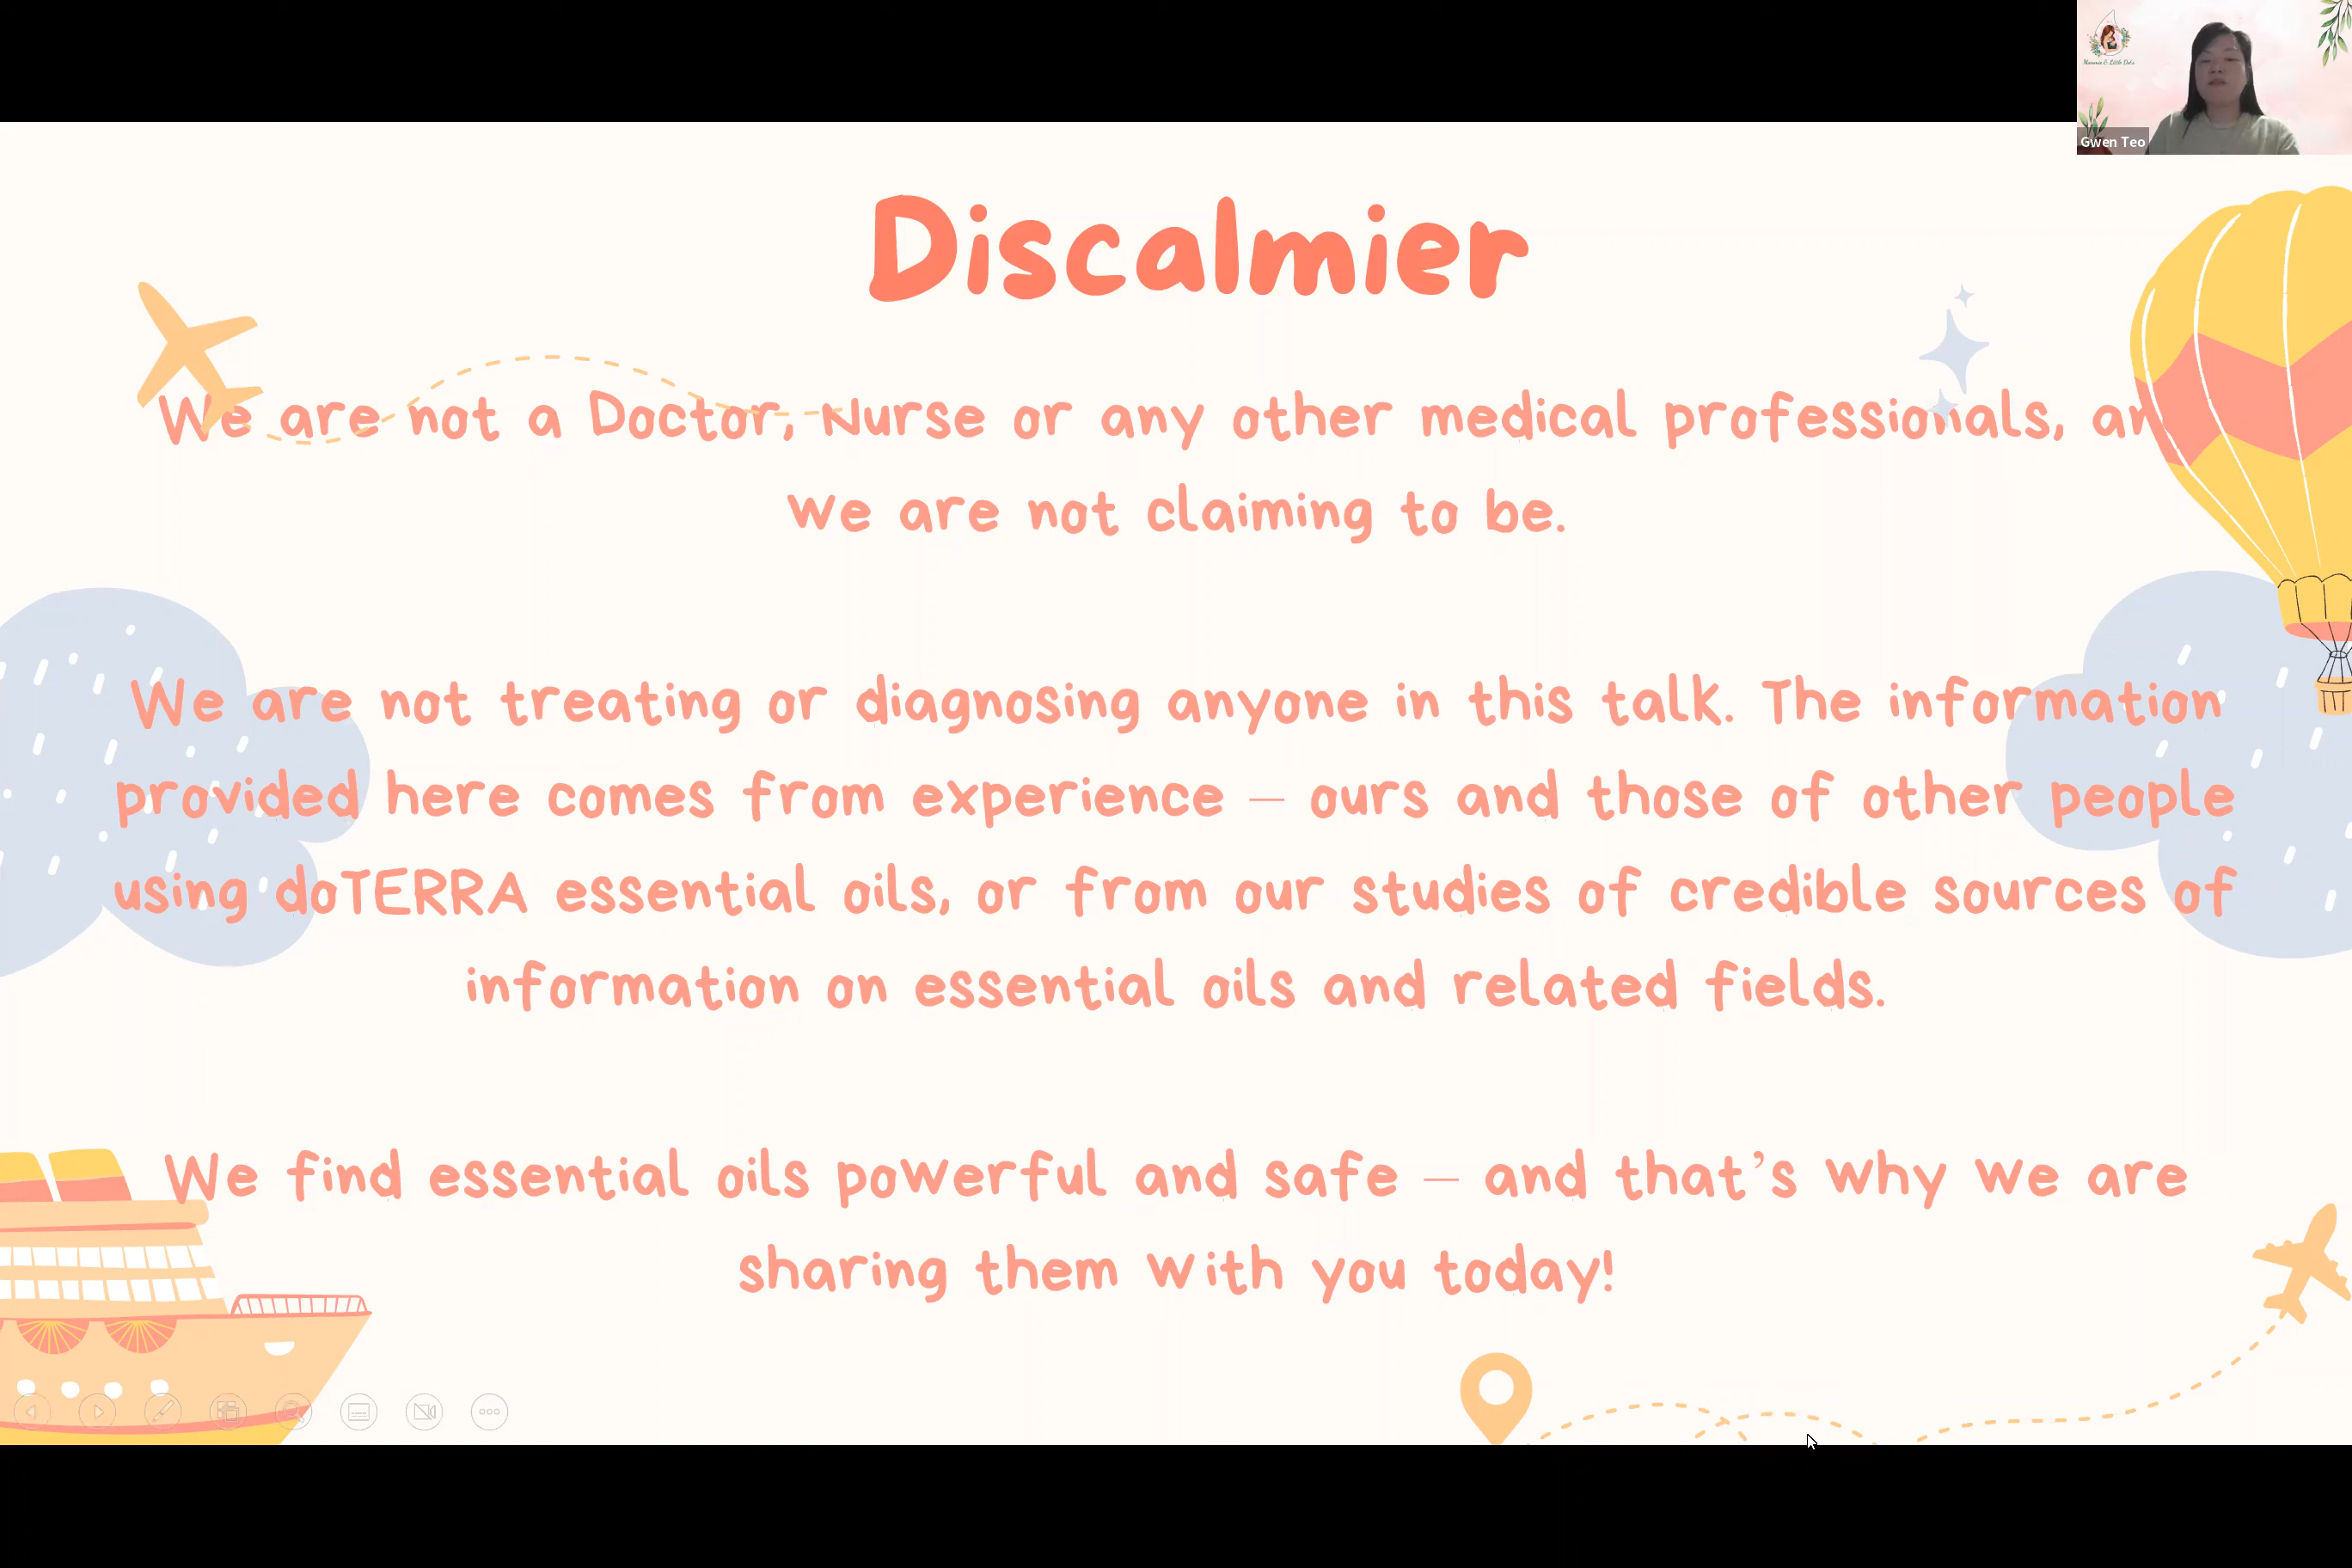 Gwen Teo
Discalmier
We are not a Doctor, Nurse or any other medical professionals,
we are not claiming to be.
We are not treating or diagnosing anyone in this talk. The information
provided here comes from experience – ours and those of other people
using doTERRA essential oils, or from our studies of credible sources of
information on essential oils and related fields.
We find essential oils powerful and safe – and that's why we are
sharing them with you today!